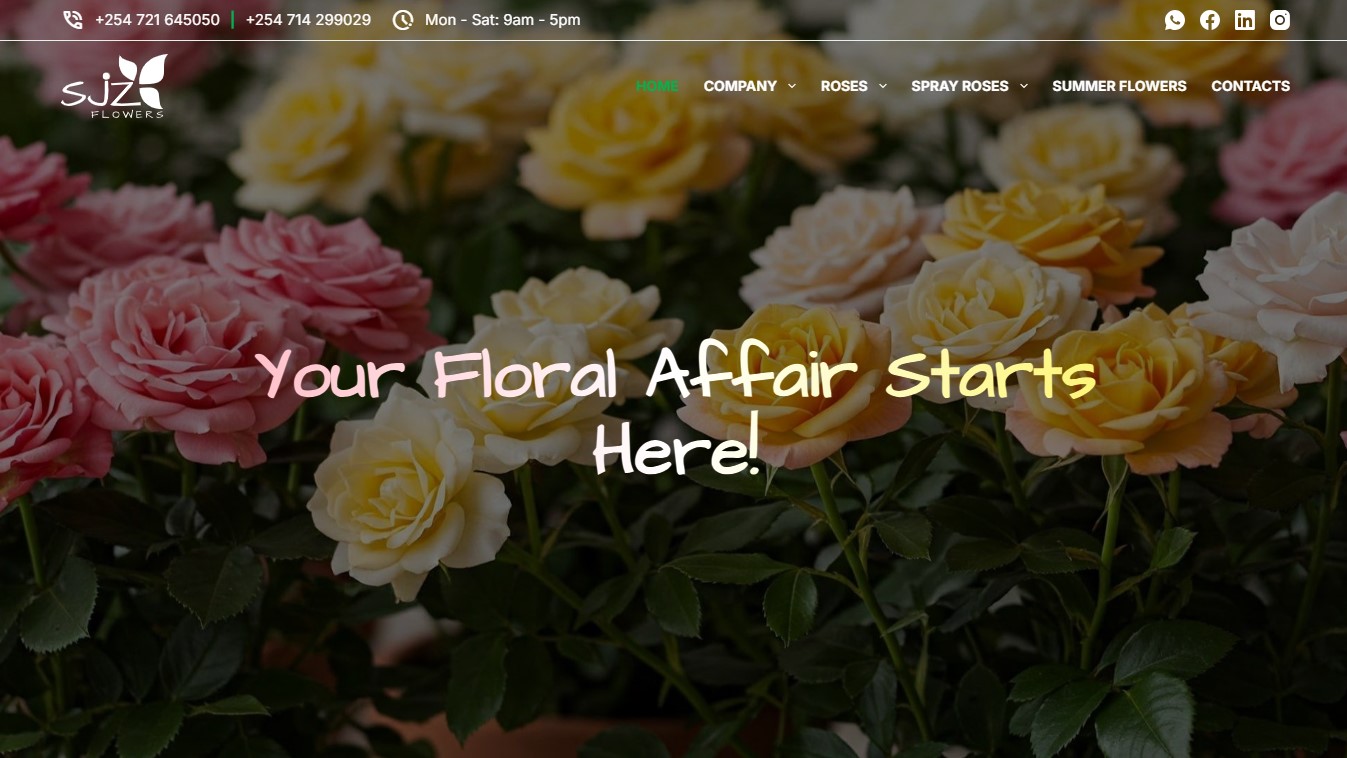 +254 721 645050 | +254 714 299029 Mon - Sat: 9am - 5pm
SJZ
FLOWERS
HOME COMPANY ROSES SPRAY ROSES SUMMER FLOWERS CONTACTS
Your Floral Affair Starts
Here!